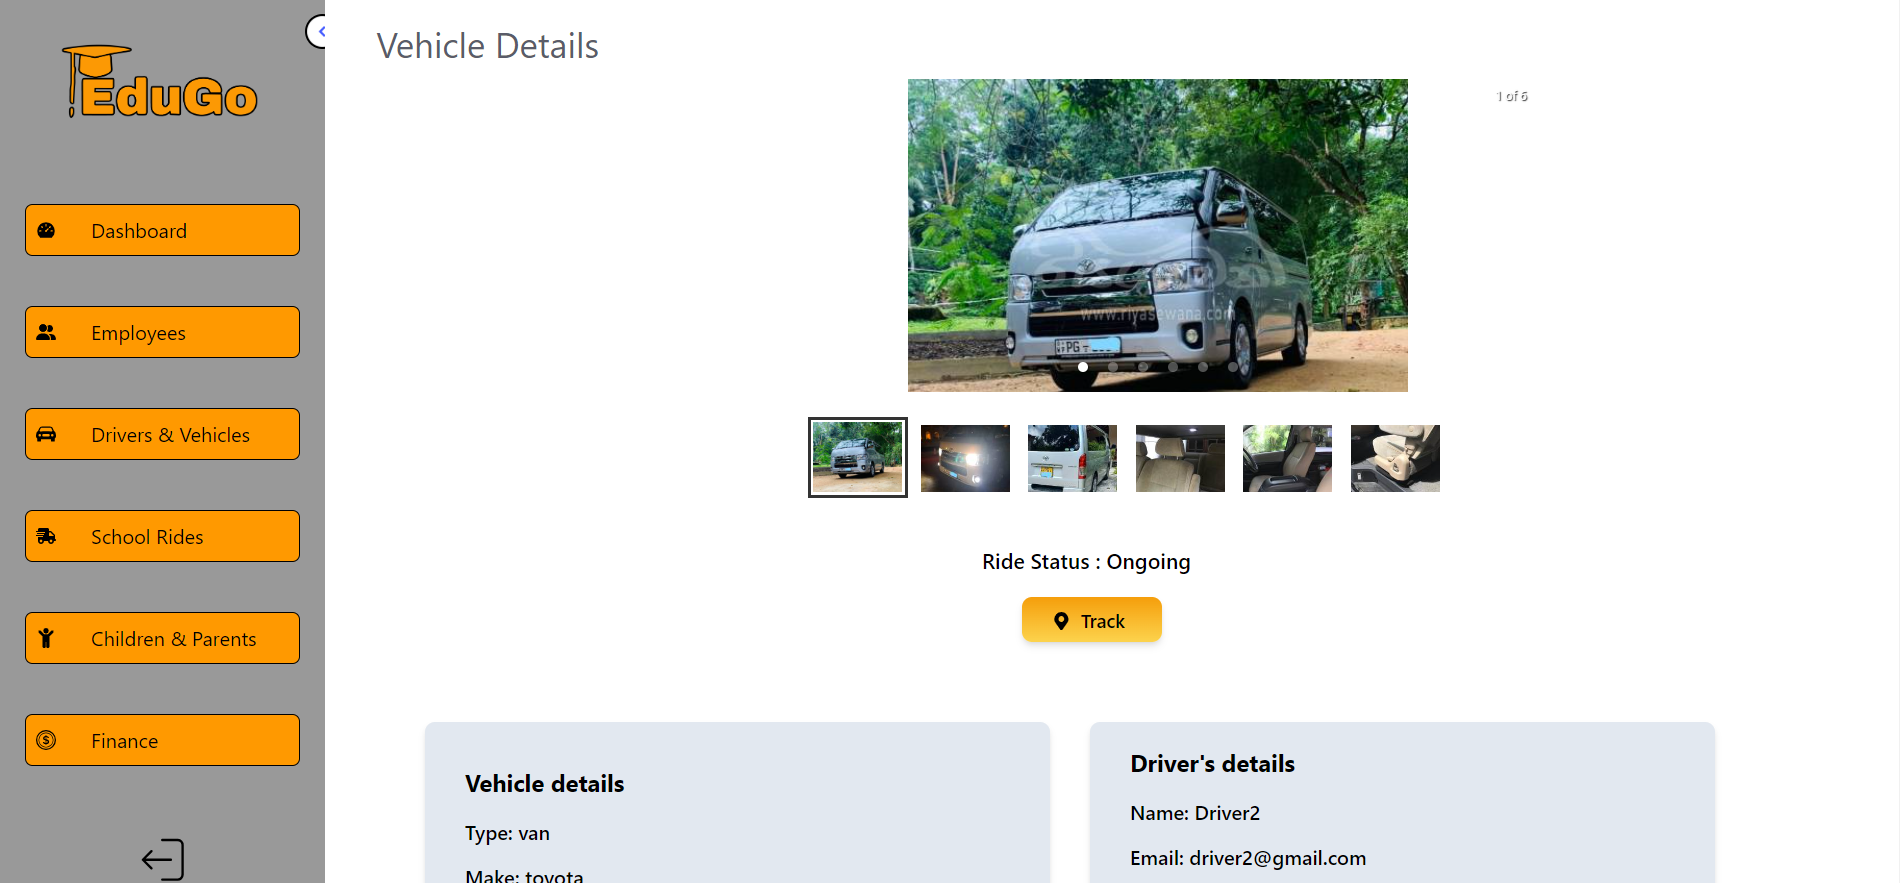 EduGo
Dashboard
Employees
Drivers & Vehicles
School Rides
Children & Parents
Finance
Vehicle Details
1 of 6
www.riyasewana.com
PG
Ride Status : Ongoing
Track
Vehicle details
Type: van
Make: toyota
Driver's details
Name: Driver2
Email: driver2@gmail.com